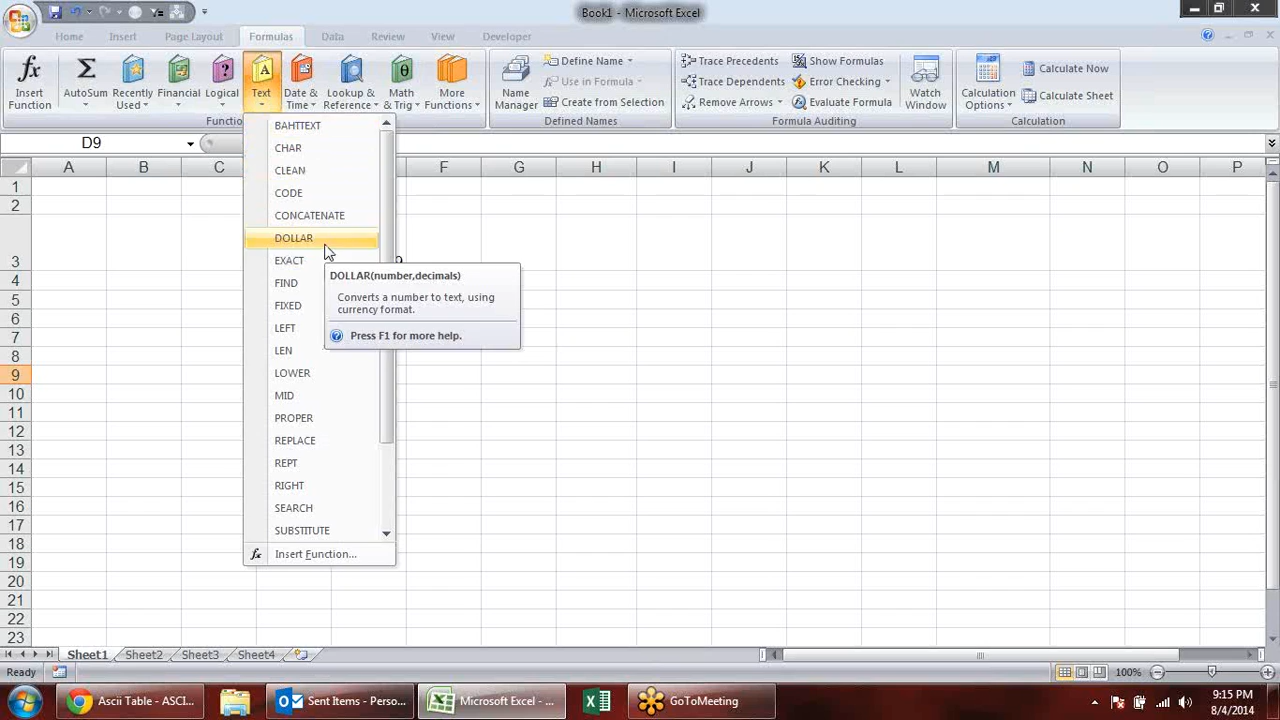 Book1 - Microsoft Excel
Home Insert Page Layout Formulas Data Review View Developer
Insert Function
AutoSum
Recently Used
Financial
Logical
Text
Date & Time
Lookup & Reference
Math & Trig
More Functions
Name Manager
Define Name
Use in Formula
Create from Selection
Trace Precedents
Trace Dependents
Remove Arrows
Show Formulas
Error Checking
Evaluate Formula
Watch Window
Calculation Options
Calculate Now
Calculate Sheet
Defined Names
Formula Auditing
Calculation
D9
A B C F G H I J K L M N O P
1
2
3
4
5
6
7
8
9
10
11
12
13
14
15
16
17
18
19
20
21
22
23
BAHTTEXT
CHAR
CLEAN
CODE
CONCATENATE
DOLLAR
EXACT
FIND
FIXED
LEFT
LEN
LOWER
MID
PROPER
REPLACE
REPT
RIGHT
SEARCH
SUBSTITUTE
fx Insert Function...
DOLLAR(number,decimals)
Converts a number to text, using
currency format.
Press F1 for more help.
Sheet1 Sheet2 Sheet3 Sheet4
Ready
100%
Ascii Table - ASCI...
Sent Items - Perso...
Microsoft Excel - ...
GoToMeeting
9:15 PM
8/4/2014